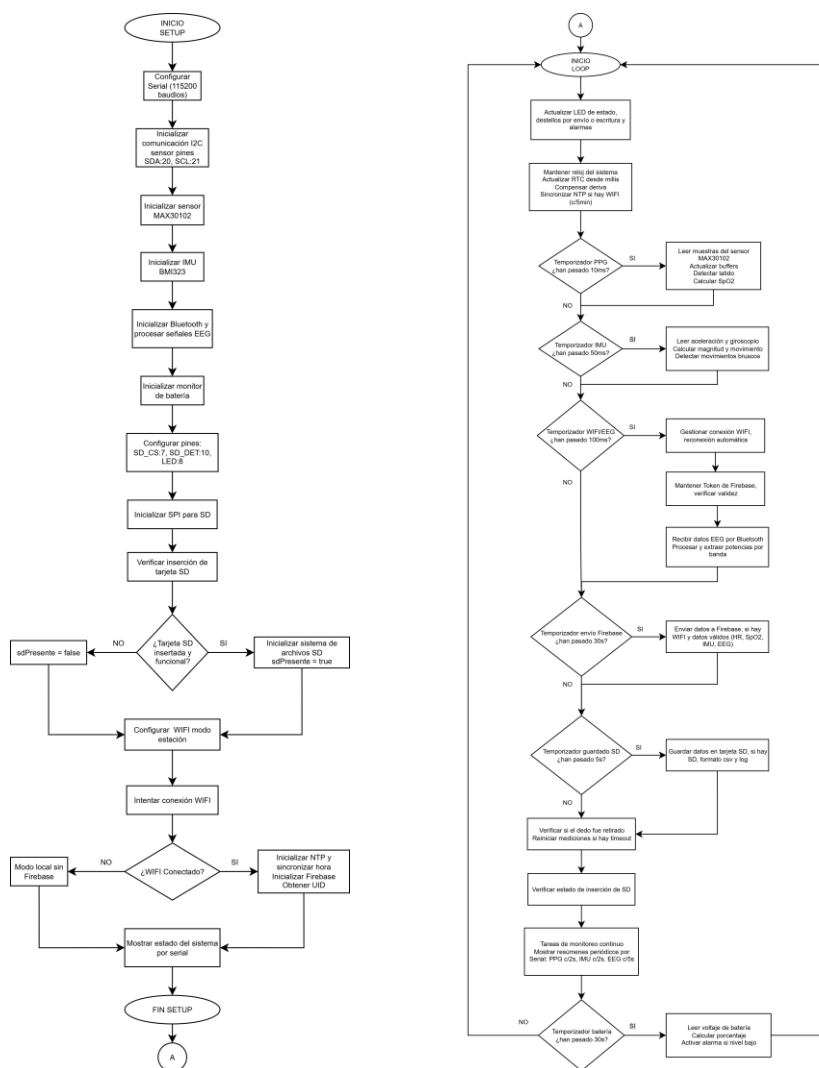 INICIO
SETUP
Configurar
Serial (115200
baudios)
Inicializar
comunicación I2C
sensor pines
SDA:20, SCL:21
Inicializar sensor
MAX30102
Inicializar IMU
BMI323
Inicializar Bluetooth y
procesar señales EEG
Inicializar monitor
de batería
Configurar pines:
SD_CS:7, SD_DET:10,
LED:8
Inicializar SPI para SD
Verificar inserción de
tarjeta SD
¿Tarjeta SD
insertada y
funcional?
NO
SI
sdPresente = false
Inicializar sistema de
archivos SD
sdPresente = true
Configurar WIFI modo
estación
Intentar conexión WIFI
¿WIFI Conectado?
NO
SI
Modo local sin
Firebase
Inicializar NTP y
sincronizar hora
Inicializar Firebase
Obtener UID
Mostrar estado del sistema
por serial
FIN SETUP
A
A
INICIO
LOOP
Actualizar LED de estado,
destellos por envío o escritura y
alarmas
Mantener reloj del sistema
Actualizar RTC desde millis
Compensar deriva
Sincronizar NTP si hay WIFI
(c/5min)
Temporizador PPG
¿han pasado 10ms?
SI
NO
Leer muestras del sensor
MAX30102
Actualizar buffers
Detectar latido
Calcular SpO2
Temporizador IMU
¿han pasado 50ms?
SI
NO
Leer aceleración y giroscopio
Calcular magnitud y movimiento
Detectar movimientos bruscos
Temporizador WIFI/EEG
¿han pasado 100ms?
SI
NO
Gestionar conexión WIFI,
reconexión automática
Mantener Token de Firebase,
verificar validez
Recibir datos EEG por Bluetooth
Procesar y extraer potencias por
banda
Temporizador envío Firebase
¿han pasado 30s?
SI
NO
Enviar datos a Firebase, si hay
WIFI y datos válidos (HR, SpO2,
IMU, EEG)
Temporizador guardado SD
¿han pasado 5s?
SI
NO
Guardar datos en tarjeta SD, si hay
SD, formato csv y log
Verificar si el dedo fue retirado
Reiniciar mediciones si hay timeout
Verificar estado de inserción de SD
Tareas de monitoreo continuo
Mostrar resúmenes periódicos por
Serial: PPG c/2s, IMU c/2s. EEG c/5s
Temporizador batería
¿han pasado 30s?
NO
SI
Leer voltaje de batería
Calcular porcentaje
Activar alarma si nivel bajo